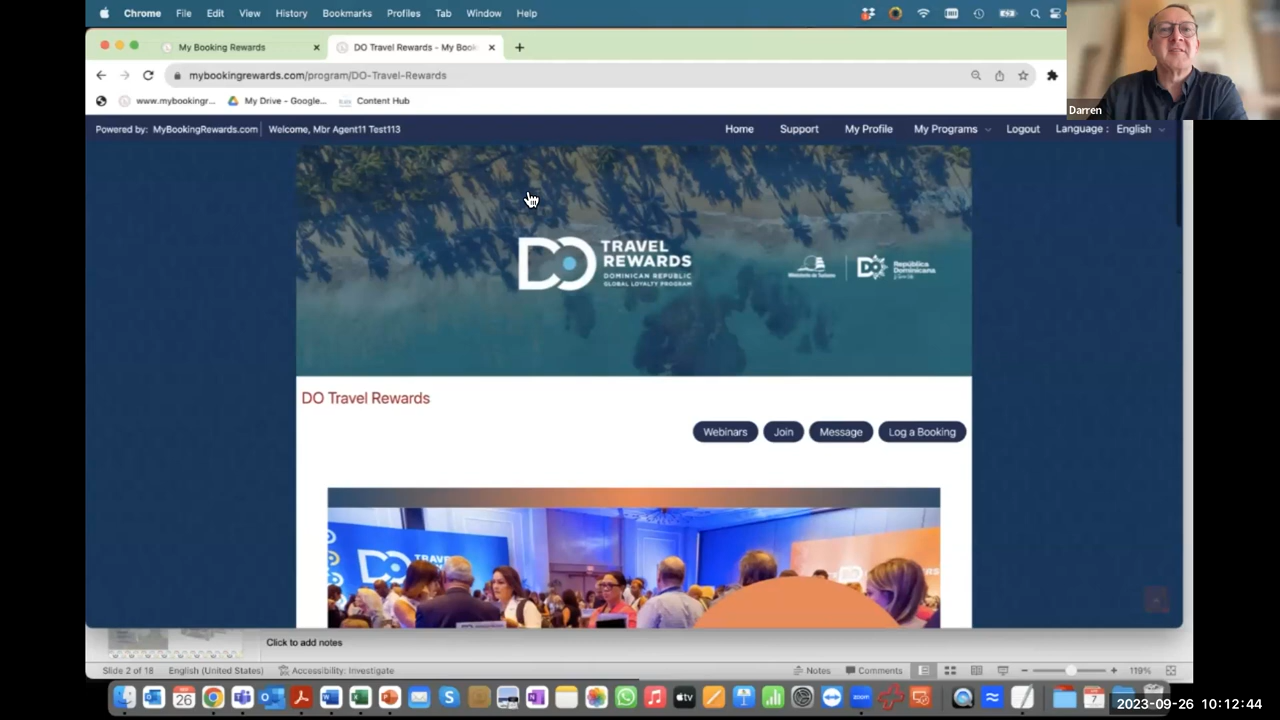 Chrome File Edit View History Bookmarks Profiles Tab Window Help
My Booking Rewards
DO Travel Rewards - My Book
mybookingrewards.com/program/DO-Travel-Rewards
Darren
www.mybookingr... My Drive - Google... Content Hub
Powered by: MyBookingRewards.com Welcome, Mbr Agent11 Test113 Home Support My Profile My Programs Logout Language : English
DO TRAVEL
REWARDS
DOMINICAN REPUBLIC
GLOBAL LOYALTY PROGRAM
República
Dominicana
DO Travel Rewards
Webinars Join Message Log a Booking
DO
Click to add notes
Slide 2 of 18 English (United States) Accessibility: Investigate Notes Comments 119%
26
7
2023-09-26 10:12:44